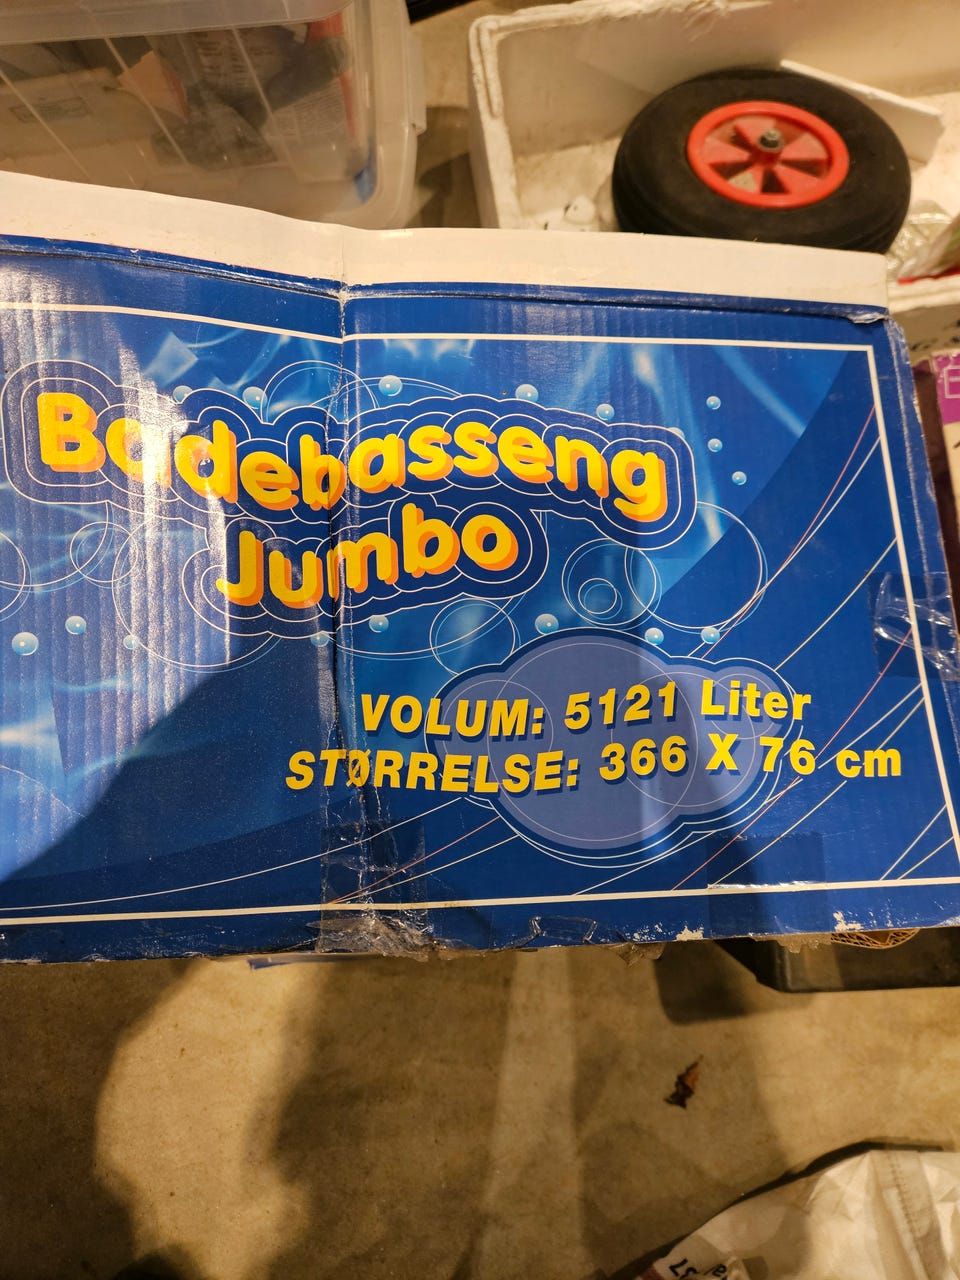 Badebasseng
Jumbo
VOLUM: 5121 Liter
STØRRELSE: 366 X 76 cm